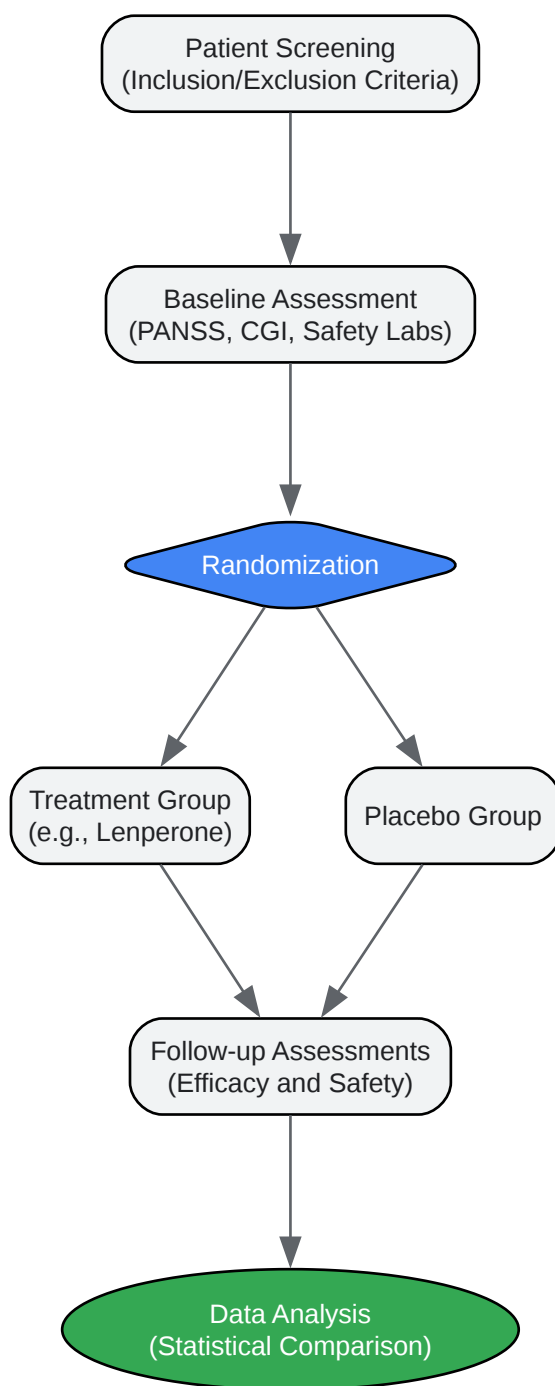 Patient Screening
(Inclusion/Exclusion Criteria)
Baseline Assessment
(PANSS, CGI, Safety Labs)
Randomization
Treatment Group
(e.g., Lenperone)
Placebo Group
Follow-up Assessments
(Efficacy and Safety)
Data Analysis
(Statistical Comparison)